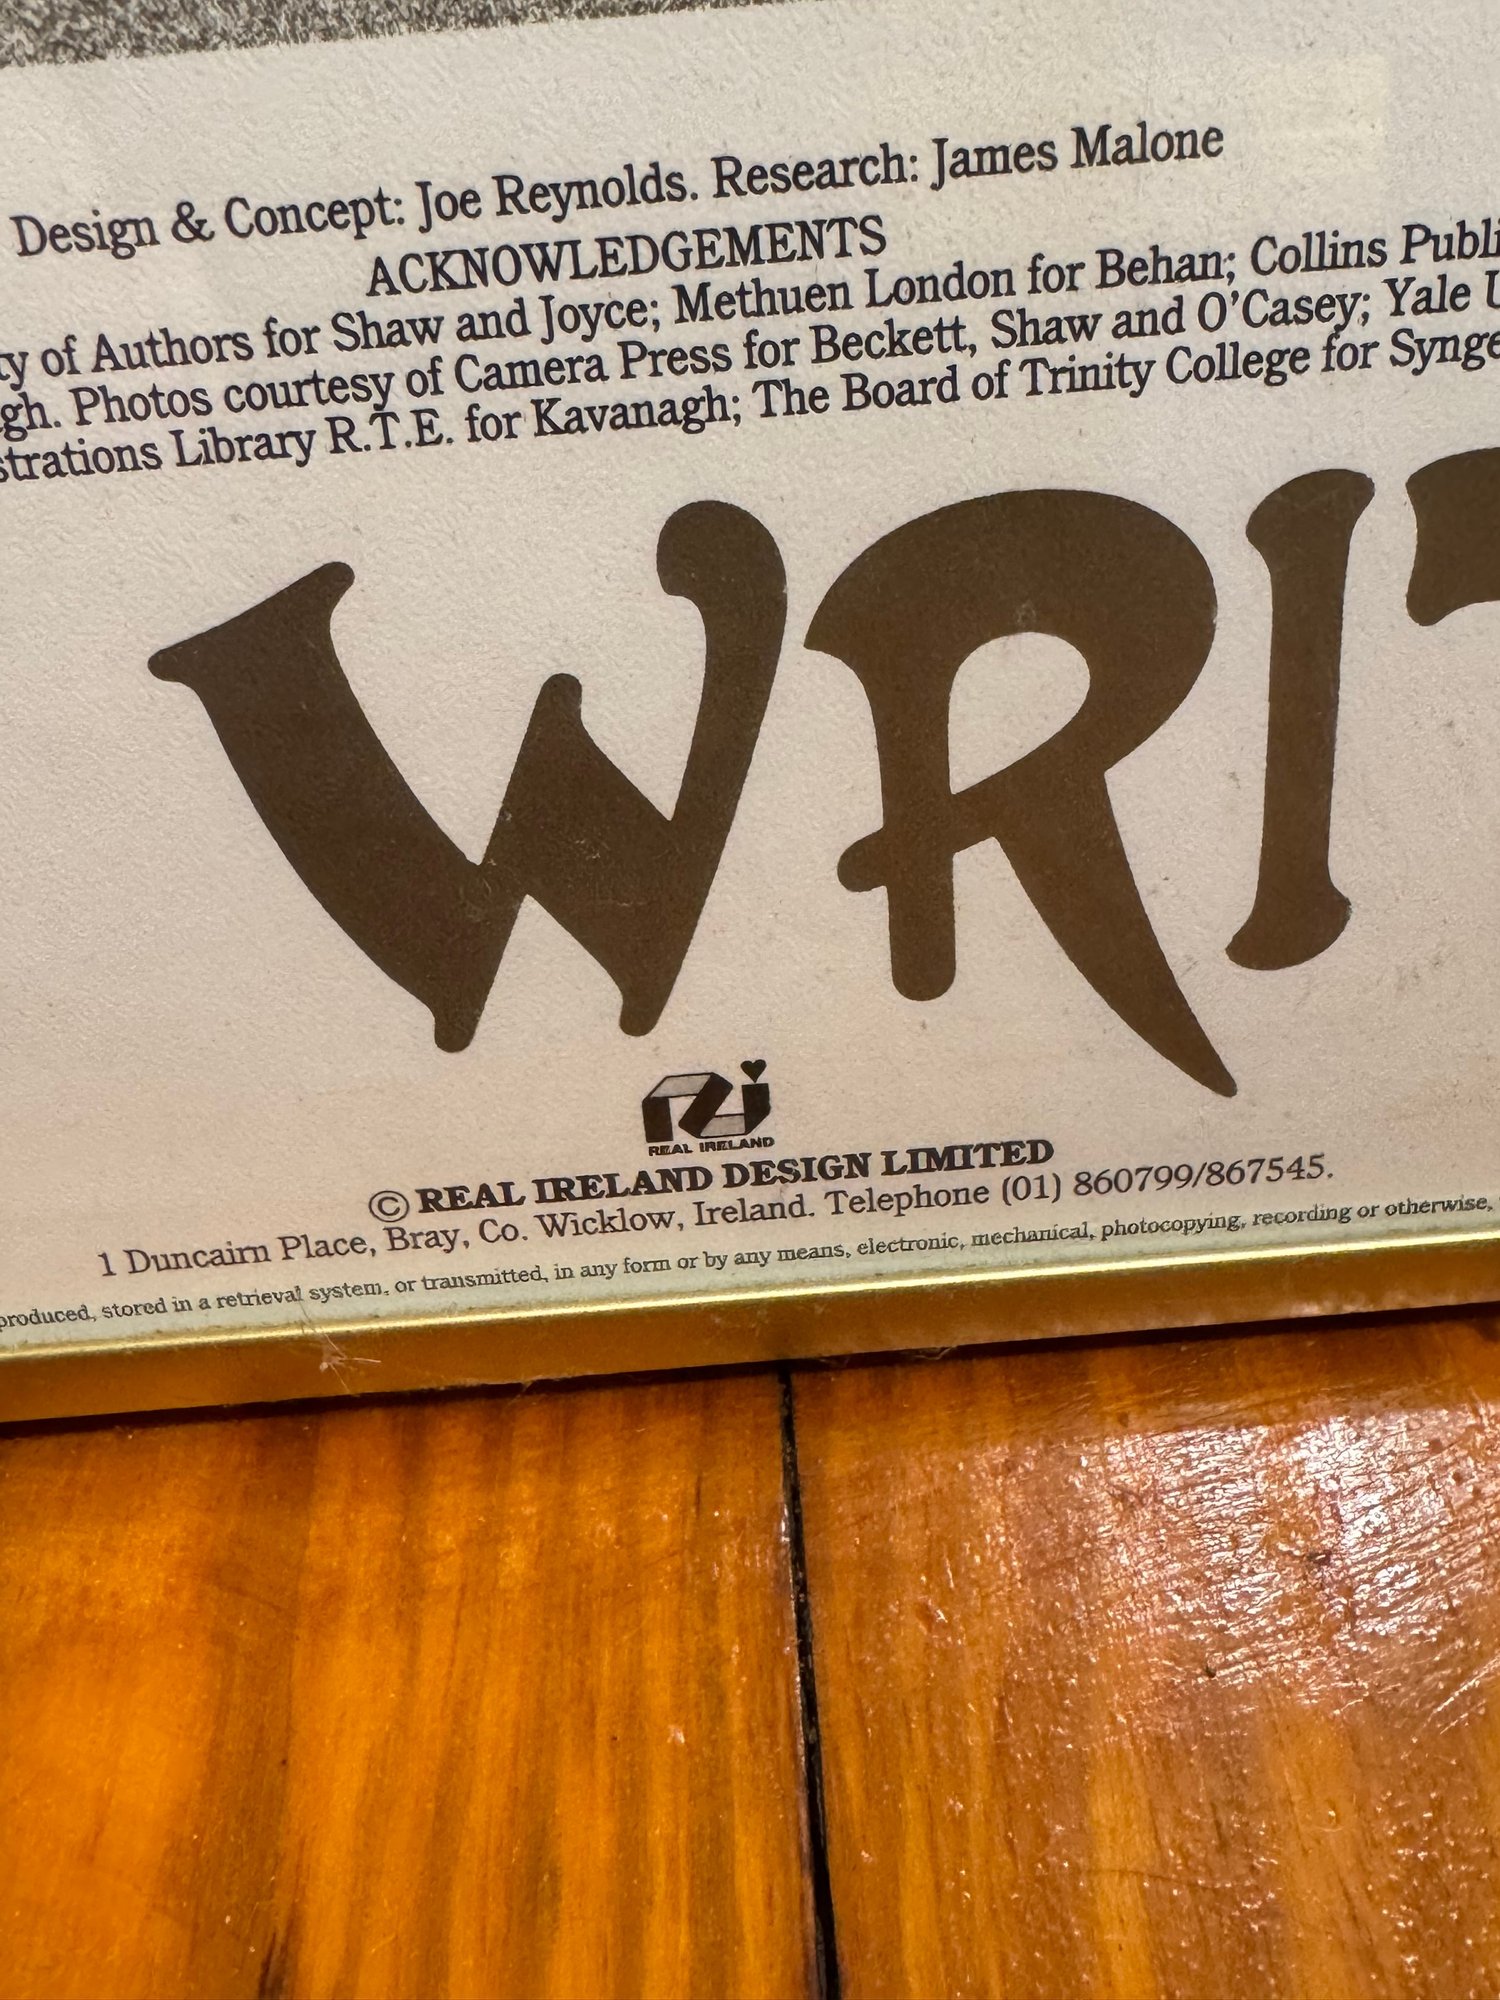 Design & Concept: Joe Reynolds. Research: James Malone
ACKNOWLEDGEMENTS
ty of Authors for Shaw and Joyce; Methuen London for Behan; Collins Publi
gh. Photos courtesy of Camera Press for Beckett, Shaw and O'Casey; Yale U
strations Library R.T.E. for Kavanagh; The Board of Trinity College for Synge
WRIT
REAL IRELAND
© REAL IRELAND DESIGN LIMITED
1 Duncairn Place, Bray, Co. Wicklow, Ireland. Telephone (01) 860799/867545.
produced, stored in a retrieval system, or transmitted, in any form or by any means, electronic, mechanical, photocopying, recording or otherwise,